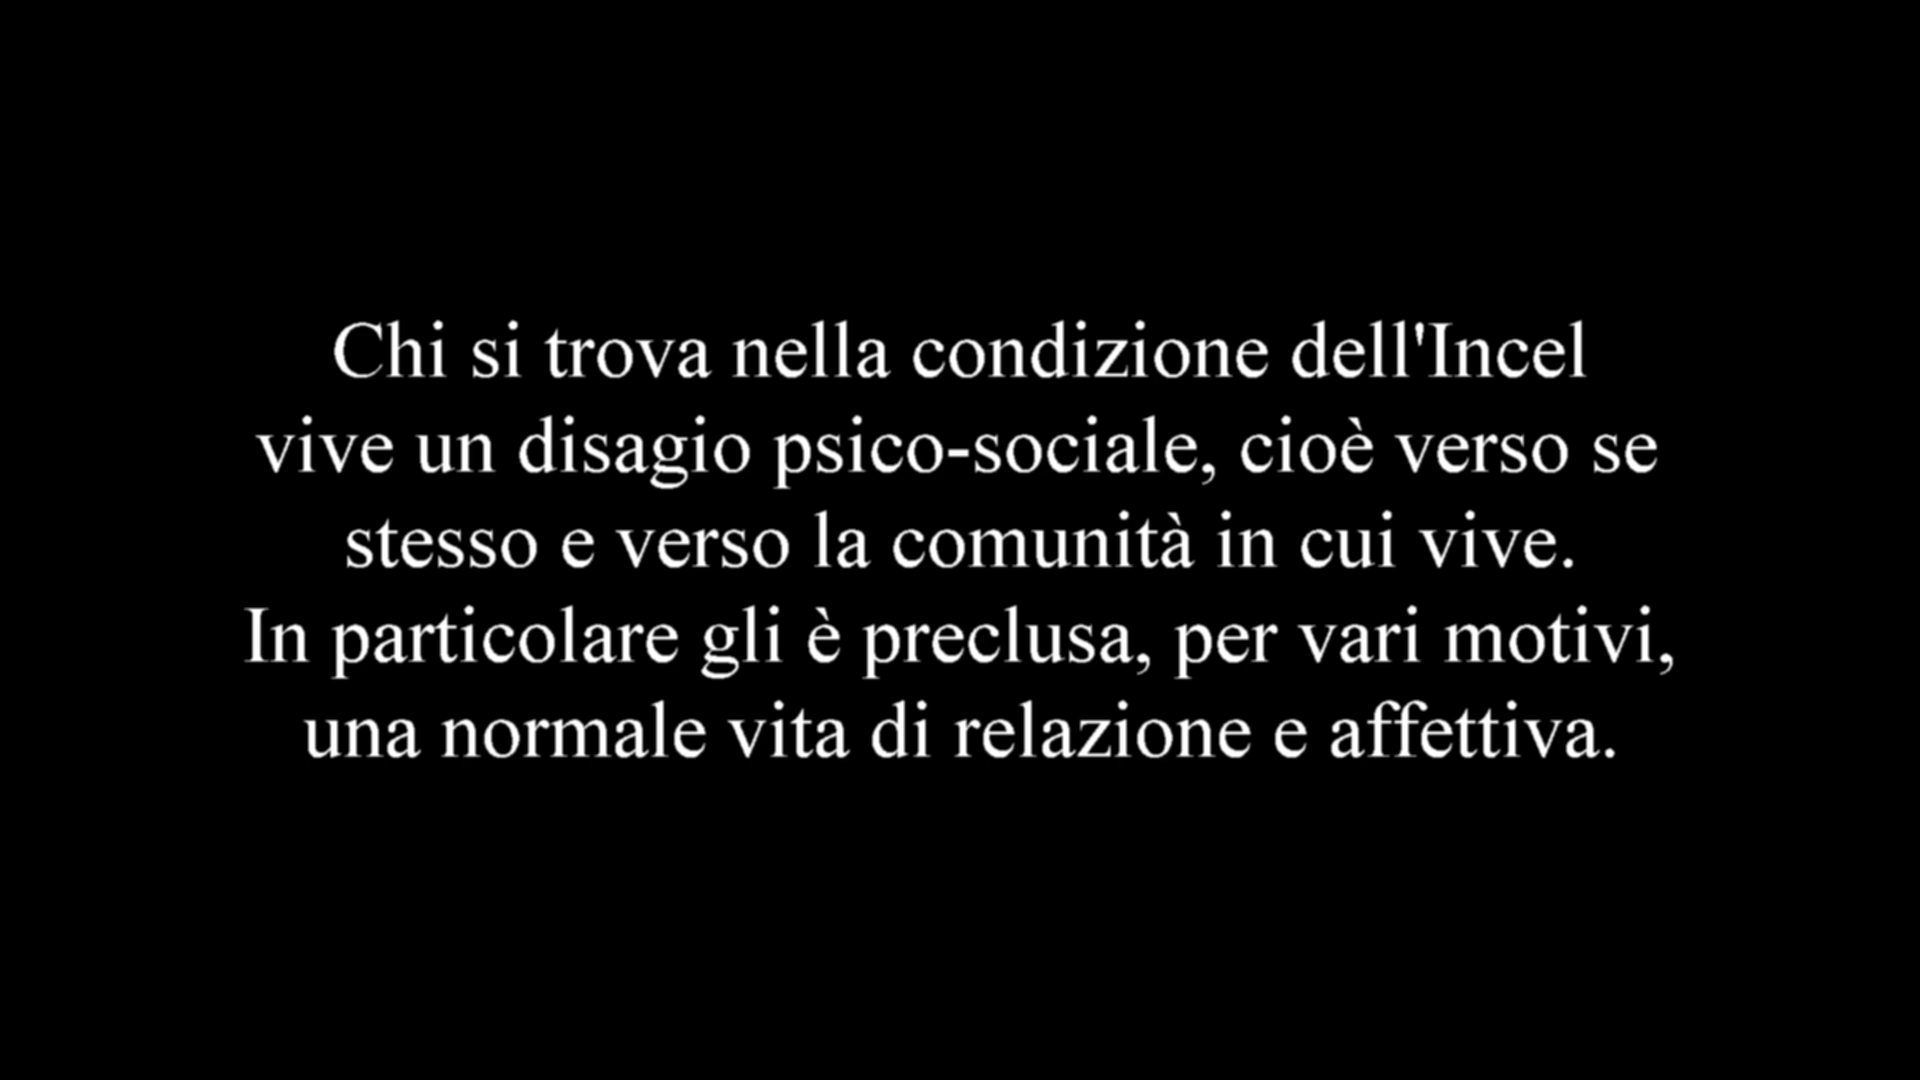 Chi si trova nella condizione dell'Incel
vive un disagio psico-sociale, cioè verso se
stesso e verso la comunità in cui vive.
In particolare gli è preclusa, per vari motivi,
una normale vita di relazione e affettiva.